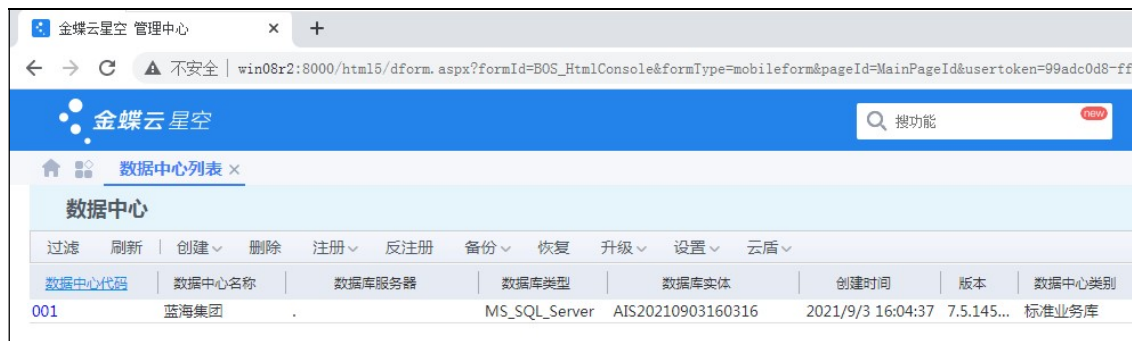 金蝶云星空 管理中心
不安全 win08r2:8000/html5/dform.aspx?formId=BOS_HtmlConsole&formType=mobileform&pageId=MainPageId&usertoken=99adc0d8-ff
金蝶云 星空 搜功能 new
数据中心列表
数据中心
过滤 刷新 创建 删除 注册 反注册 备份 恢复 升级 设置 云盾
数据中心代码 数据中心名称 数据库服务器 数据库类型 数据库实体 创建时间 版本 数据中心类别
001 蓝海集团 . MS_SQL_Server AIS20210903160316 2021/9/3 16:04:37 7.5.145... 标准业务库